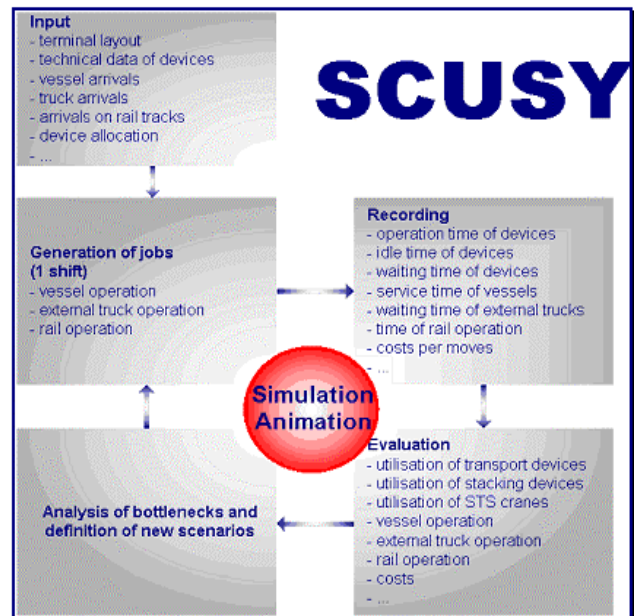 Input
- terminal layout
- technical data of devices
- vessel arrivals
- truck arrivals
- arrivals on rail tracks
- device allocation
- ...
SCUSY
Generation of jobs
(1 shift)
- vessel operation
- external truck operation
- rail operation
Recording
- operation time of devices
- idle time of devices
- waiting time of devices
- service time of vessels
- waiting time of external trucks
- time of rail operation
- costs per moves
- ...
Simulation
Animation
Analysis of bottlenecks and
definition of new scenarios
Evaluation
- utilisation of transport devices
- utilisation of stacking devices
- utilisation of STS cranes
- vessel operation
- external truck operation
- rail operation
- costs
- ...